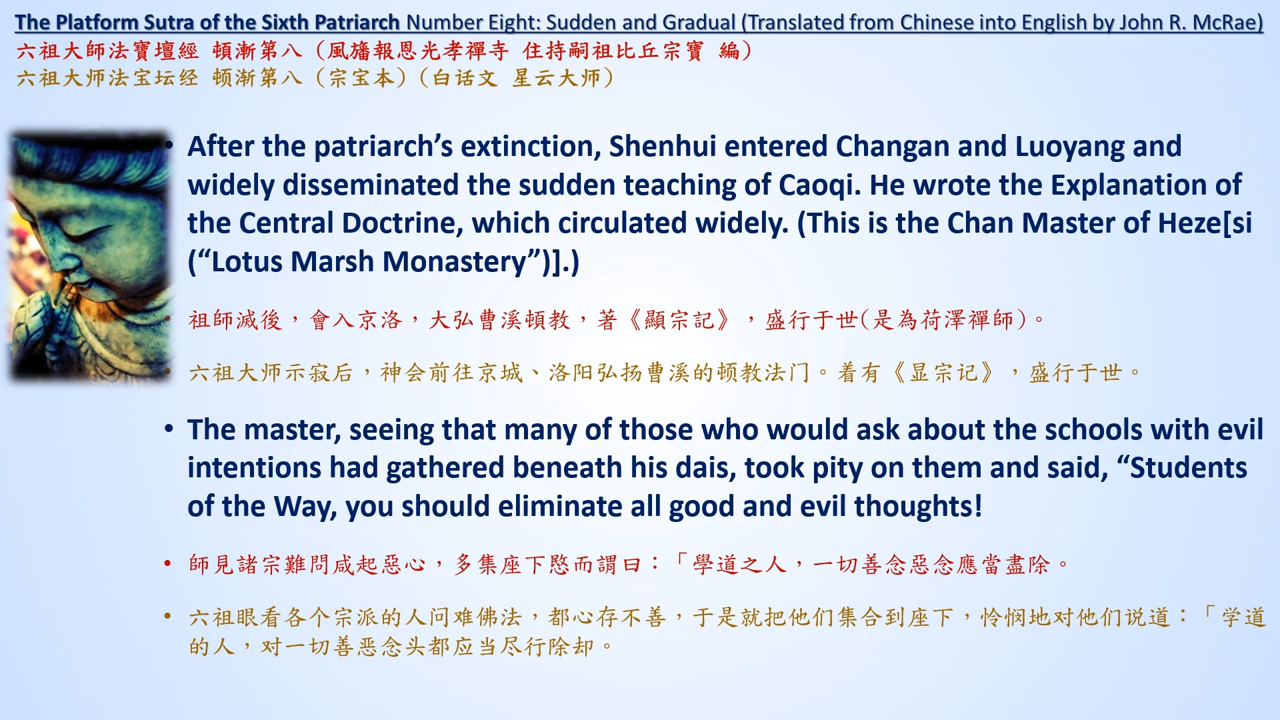 The Platform Sutra of the Sixth Patriarch Number Eight: Sudden and Gradual (Translated from Chinese into English by John R. McRae)
六祖大師法寶壇經 頓漸第八 (風旛報恩光孝禪寺 住持嗣祖比丘宗寶 編)
六祖大师法宝坛经 顿渐第八 (宗宝本) (白话文 星云大师)
• After the patriarch’s extinction, Shenhui entered Changan and Luoyang and
widely disseminated the sudden teaching of Caoqi. He wrote the Explanation of
the Central Doctrine, which circulated widely. (This is the Chan Master of Heze[si
(“Lotus Marsh Monastery”)].)
• 祖師滅後，會入京洛，大弘曹溪頓教，著《顯宗記》，盛行于世(是為荷澤禪師)。
• 六祖大师示寂后，神会前往京城、洛阳弘扬曹溪的顿教法门。着有《显宗记》，盛行于世。
• The master, seeing that many of those who would ask about the schools with evil
intentions had gathered beneath his dais, took pity on them and said, “Students
of the Way, you should eliminate all good and evil thoughts!
• 師見諸宗難問咸起惡心，多集座下愍而謂曰：「學道之人，一切善念惡念應當盡除。
• 六祖眼看各个宗派的人问难佛法，都心存不善，于是就把他们集合到座下，怜悯地对他们说道：「学道
的人，对一切善恶念头都应当尽行除却。